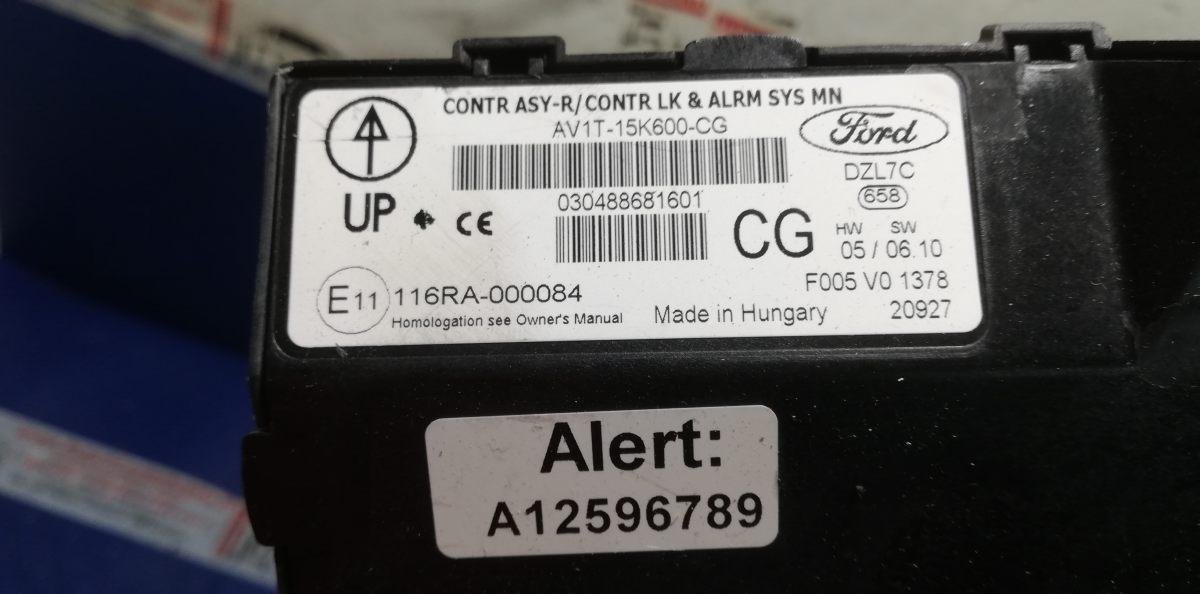 CONTR ASY-R/CONTR LK & ALRM SYS MN
AV1T-15K600-CG
Ford
DZL7C
658
030488681601
UP
CE
CG
HW SW
05 / 06.10
E11 116RA-000084
F005 V0 1378
Homologation see Owner's Manual
Made in Hungary
20927
Alert:
A12596789